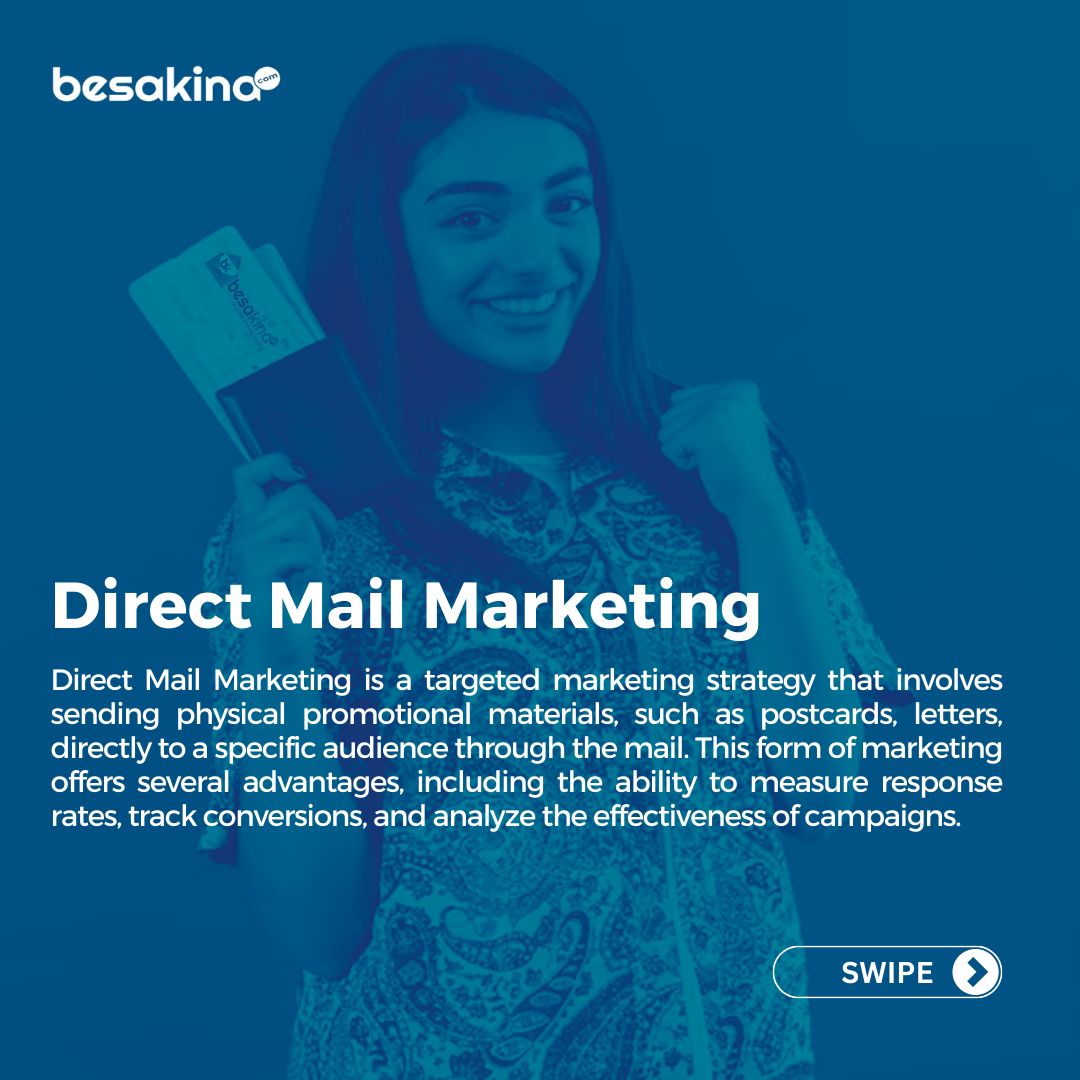 besakina.com
besakina
Direct Mail Marketing
Direct Mail Marketing is a targeted marketing strategy that involves
sending physical promotional materials, such as postcards, letters,
directly to a specific audience through the mail. This form of marketing
offers several advantages, including the ability to measure response
rates, track conversions, and analyze the effectiveness of campaigns.
SWIPE